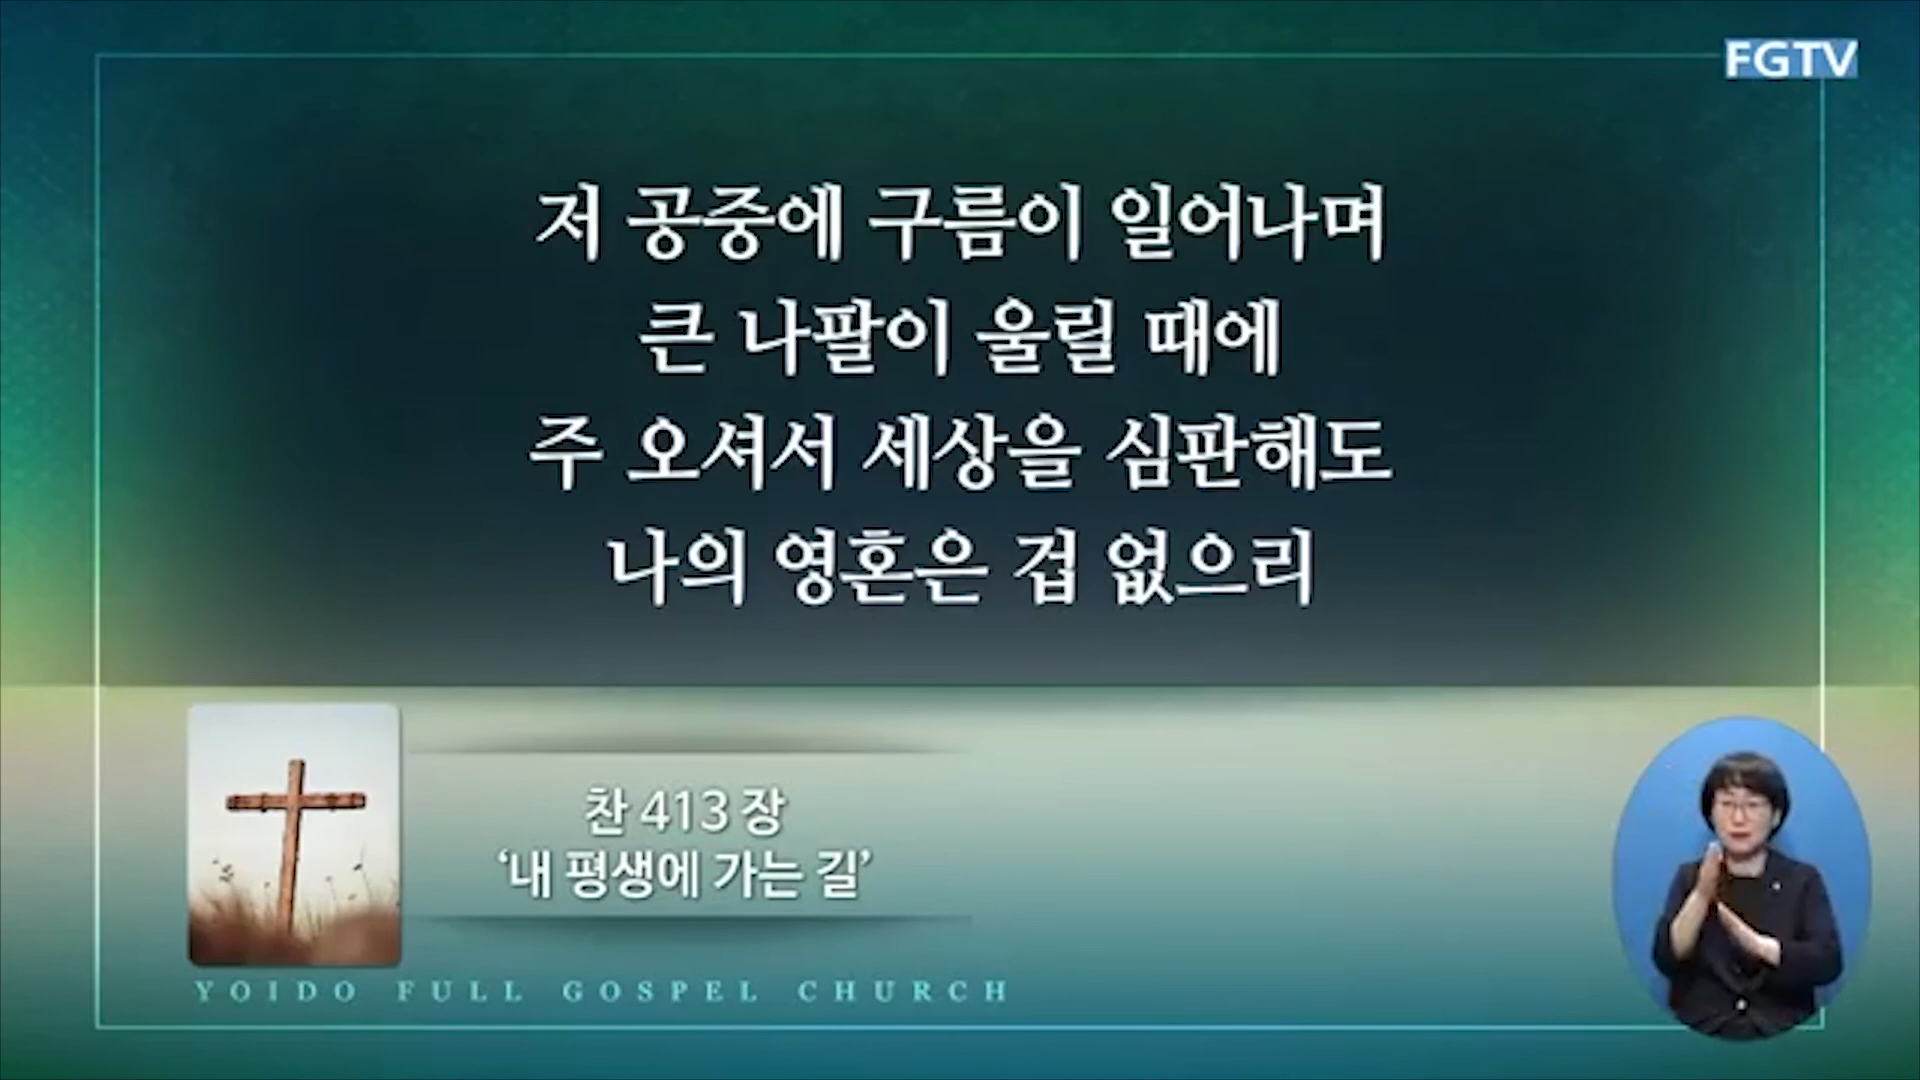 FGTV
저 공중에 구름이 일어나며
큰 나팔이 울릴 때에
주 오셔서 세상을 심판해도
나의 영혼은 겁 없으리
찬 413 장
‘내 평생에 가는 길’
YOIDO FULL GOSPEL CHURCH